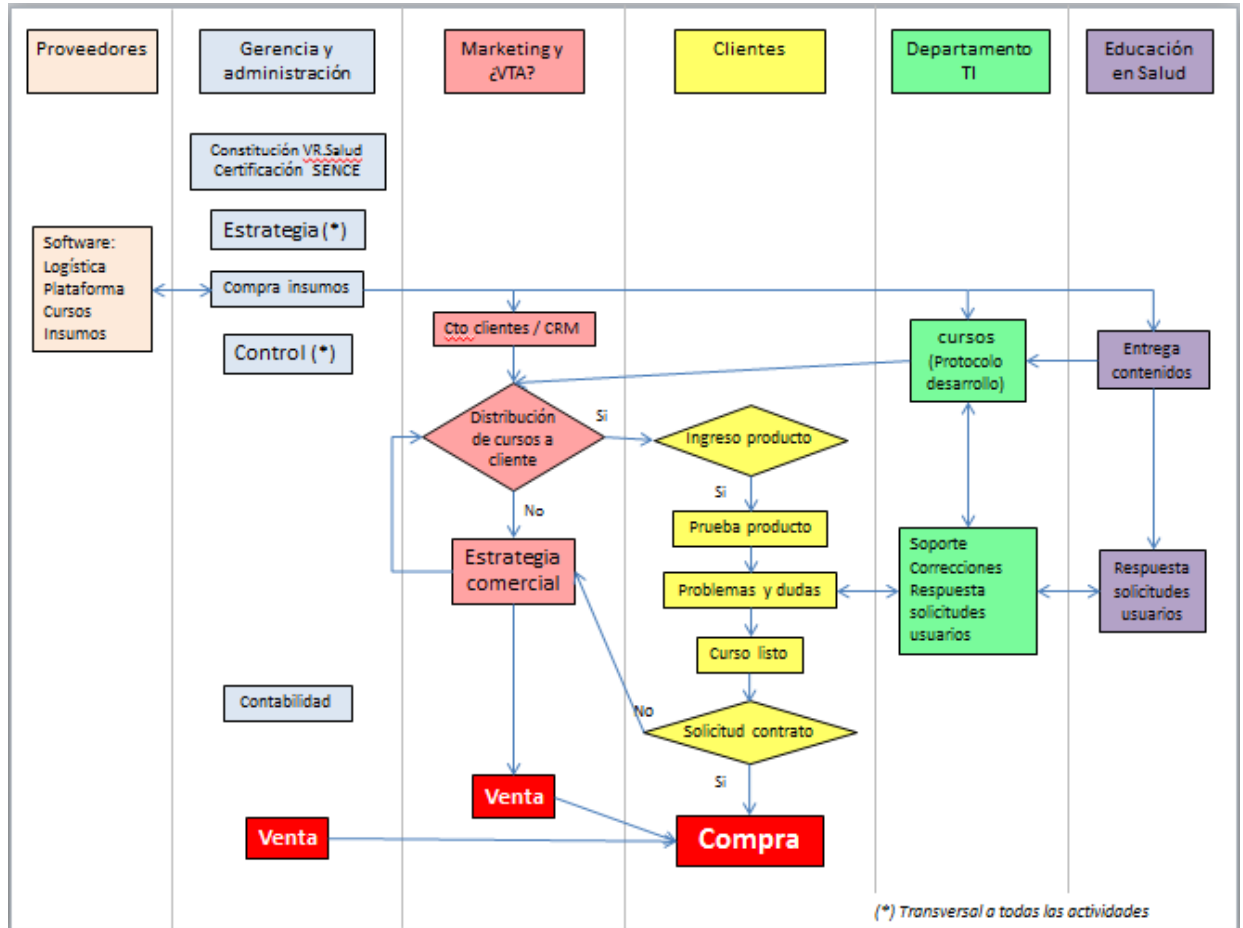 Proveedores
Gerencia y
administración
Marketing y
¿VTA?
Clientes
Departamento
TI
Educación
en Salud
Constitución VR.Salud
Certificación SENCE
Estrategia (*)
Software:
Logística
Plataforma
Cursos
Insumos
Compra insumos
Control (*)
Cto clientes / CRM
cursos
(Protocolo
desarrollo)
Entrega
contenidos
Distribución
de cursos a
cliente
Si
No
Ingreso producto
Si
Prueba producto
Estrategia
comercial
Problemas y dudas
Soporte
Correcciones
Respuesta
solicitudes
usuarios
Respuesta
solicitudes
usuarios
Curso listo
Contabilidad
No
Solicitud contrato
Si
Venta
Venta
Compra
(*) Transversal a todas las actividades